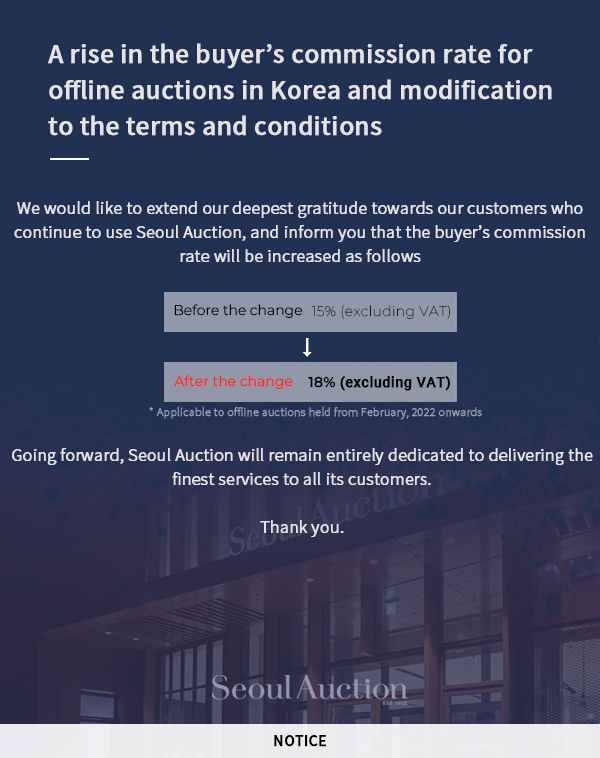 A rise in the buyer’s commission rate for
offline auctions in Korea and modification
to the terms and conditions
We would like to extend our deepest gratitude towards our customers who
continue to use Seoul Auction, and inform you that the buyer’s commission
rate will be increased as follows
Before the change 15% (excluding VAT)
↓
After the change 18% (excluding VAT)
* Applicable to offline auctions held from February, 2022 onwards
Going forward, Seoul Auction will remain entirely dedicated to delivering the
finest services to all its customers.
Seoul Auction
Thank you.
Seoul Auction
NOTICE